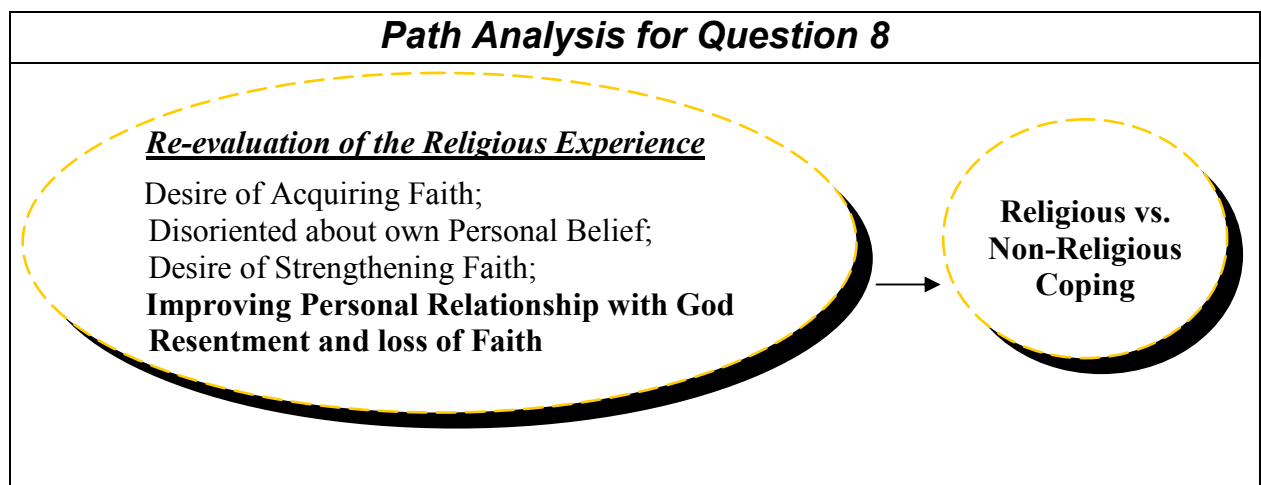 Path Analysis for Question 8
Re-evaluation of the Religious Experience
Desire of Acquiring Faith;
Disoriented about own Personal Belief;
Desire of Strengthening Faith;
Improving Personal Relationship with God
Resentment and loss of Faith
Religious vs.
Non-Religious
Coping